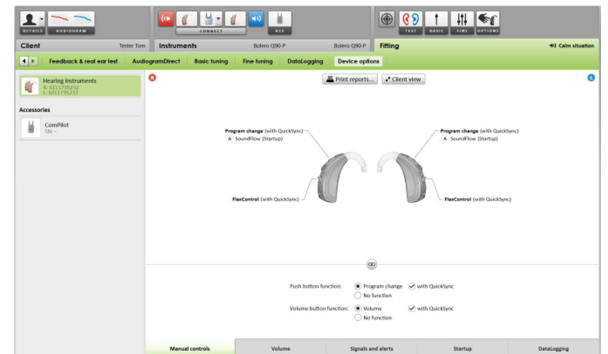 DETAILS AUDIOGRAM CONNECT ACC TEST BASIC FINE OPTIONS
Client Tester Tom Instruments Bolero Q90-P Bolero Q90-P Fitting Calm situation
Feedback & real ear test AudiogramDirect Basic tuning Fine tuning DataLogging Device options
Hearing instruments
Accessories
ComPilot
SN: -
Print reports... Client view
Program change (with QuickSync)
A SoundFlow (Startup)
FlexControl (with QuickSync)
Program change (with QuickSync)
A SoundFlow (Startup)
FlexControl (with QuickSync)
Push button function: Program change with QuickSync
No function
Volume button function: Volume with QuickSync
No function
Manual controls Volume Signals and alerts Startup DataLogging